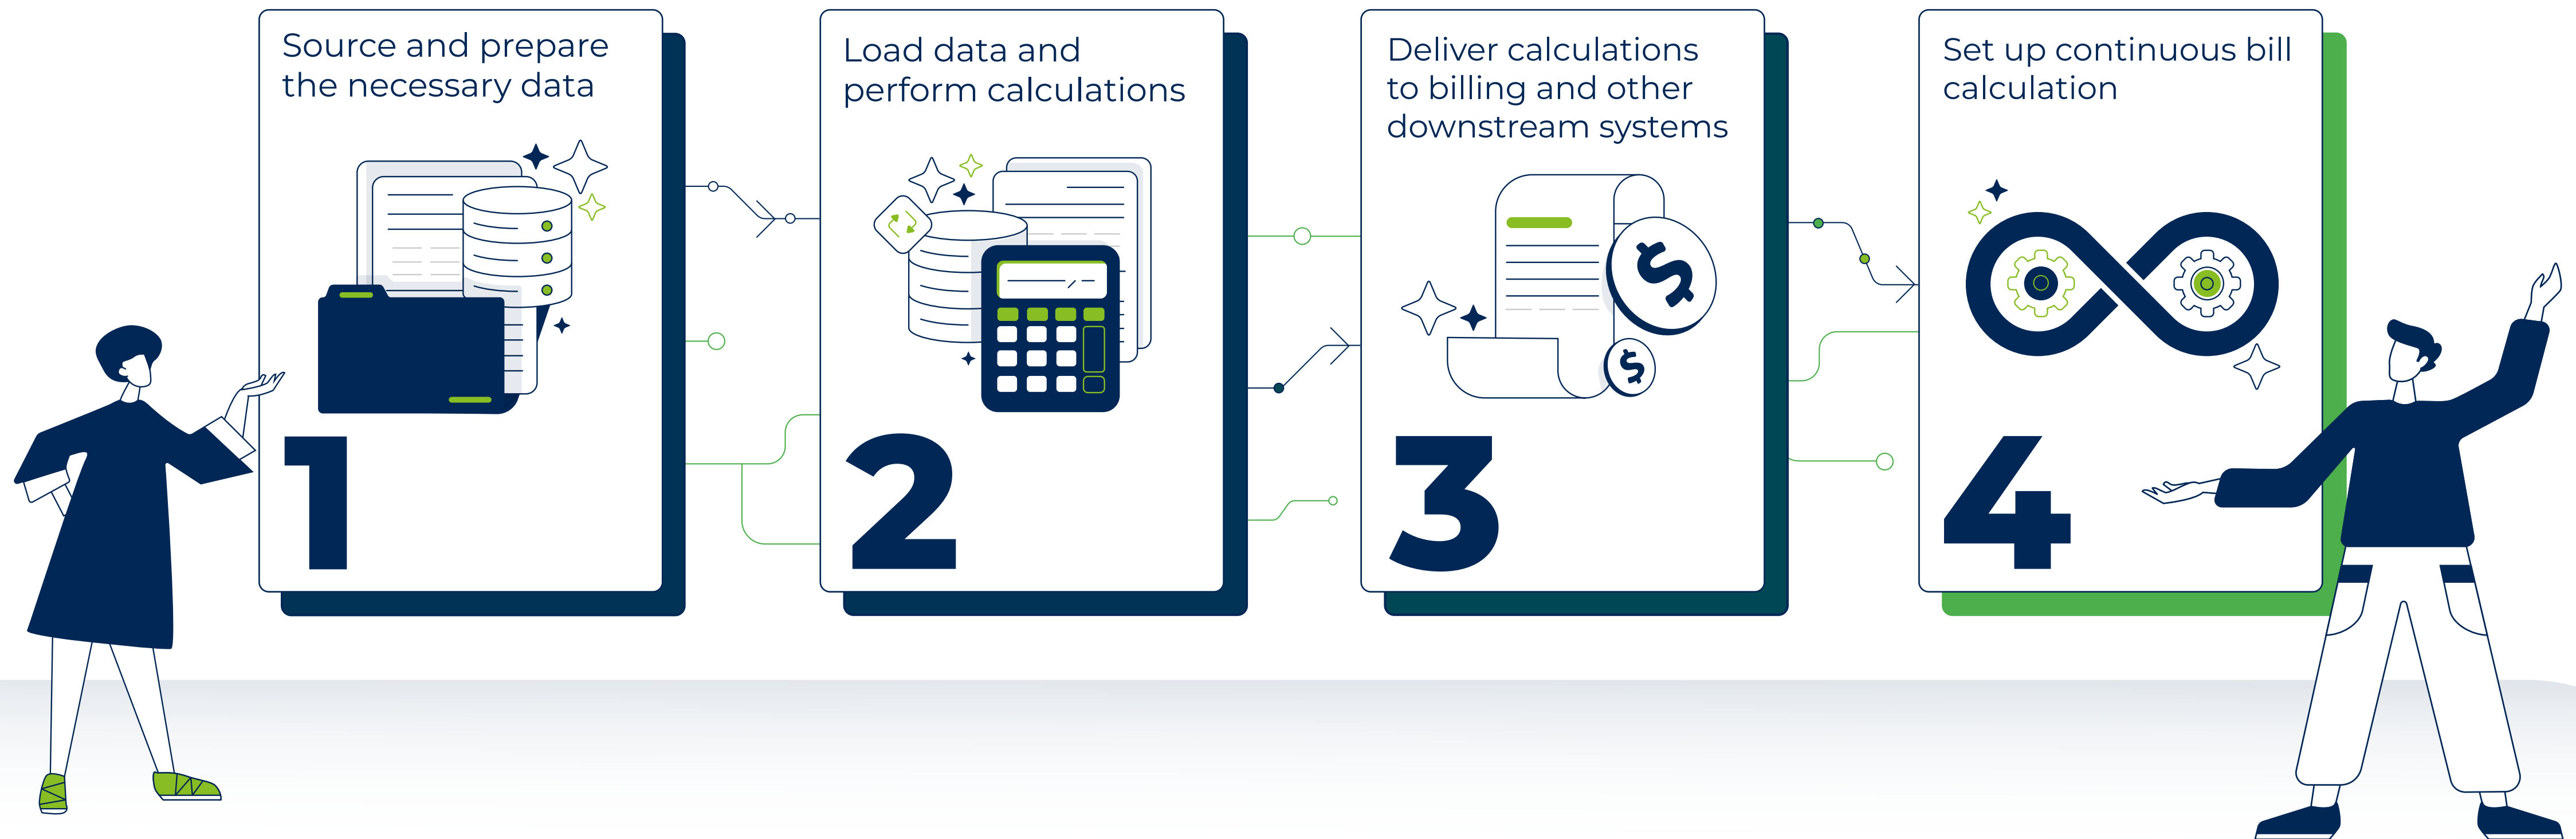 Source and prepare
the necessary data
1
Load data and
perform calculations
2
Deliver calculations
to billing and other
downstream systems
$
$
3
Set up continuous bill
calculation
4